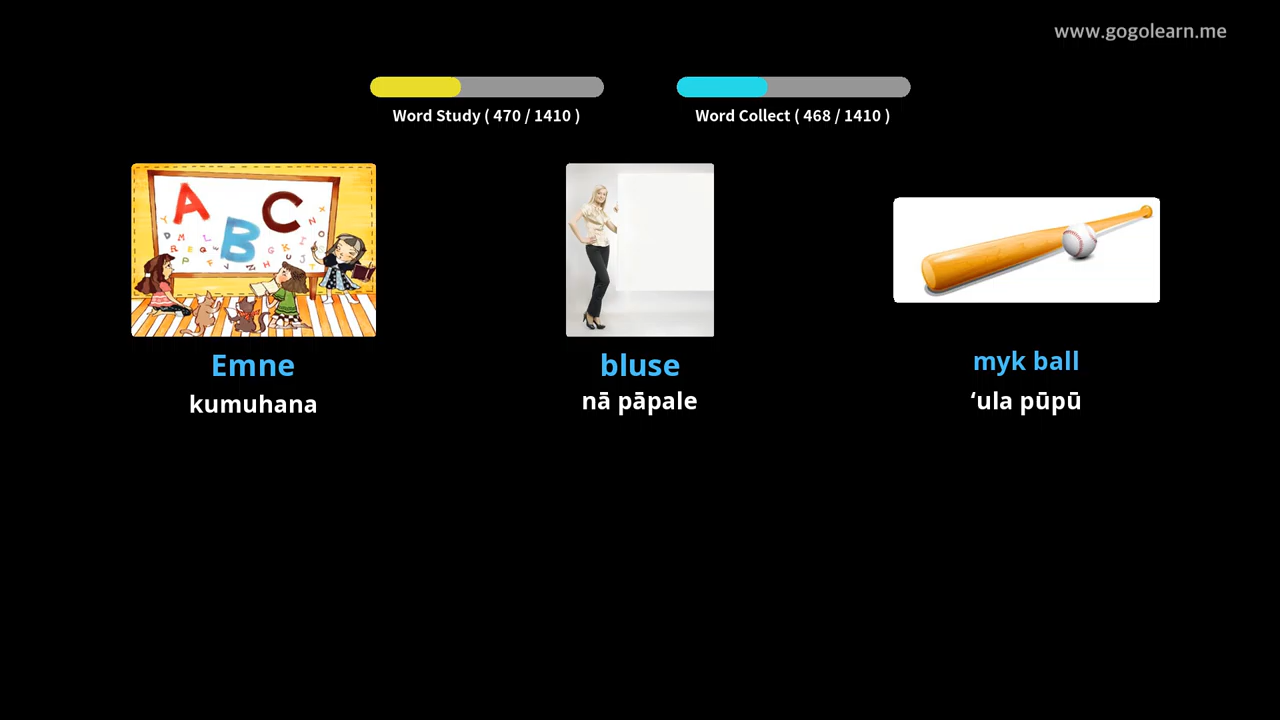 www.gogolearn.me
Word Study ( 470 / 1410 )
Word Collect ( 468 / 1410 )
A B C
Emne
bluse
myk ball
kumuhana
nā pāpale
ʻula pūpū